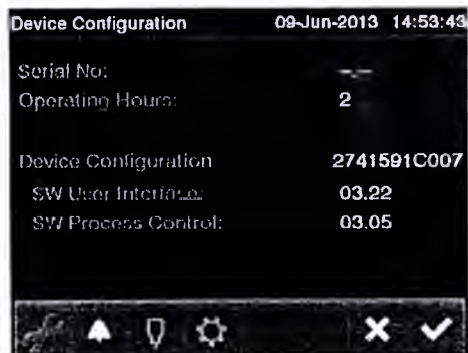 Device Configuration 09-Jun-2013 14:53:43
Serial No: -.--
Operating Hours: 2
Device Configuration 2741591C007
SW User Interface: 03.22
SW Process Control: 03.05